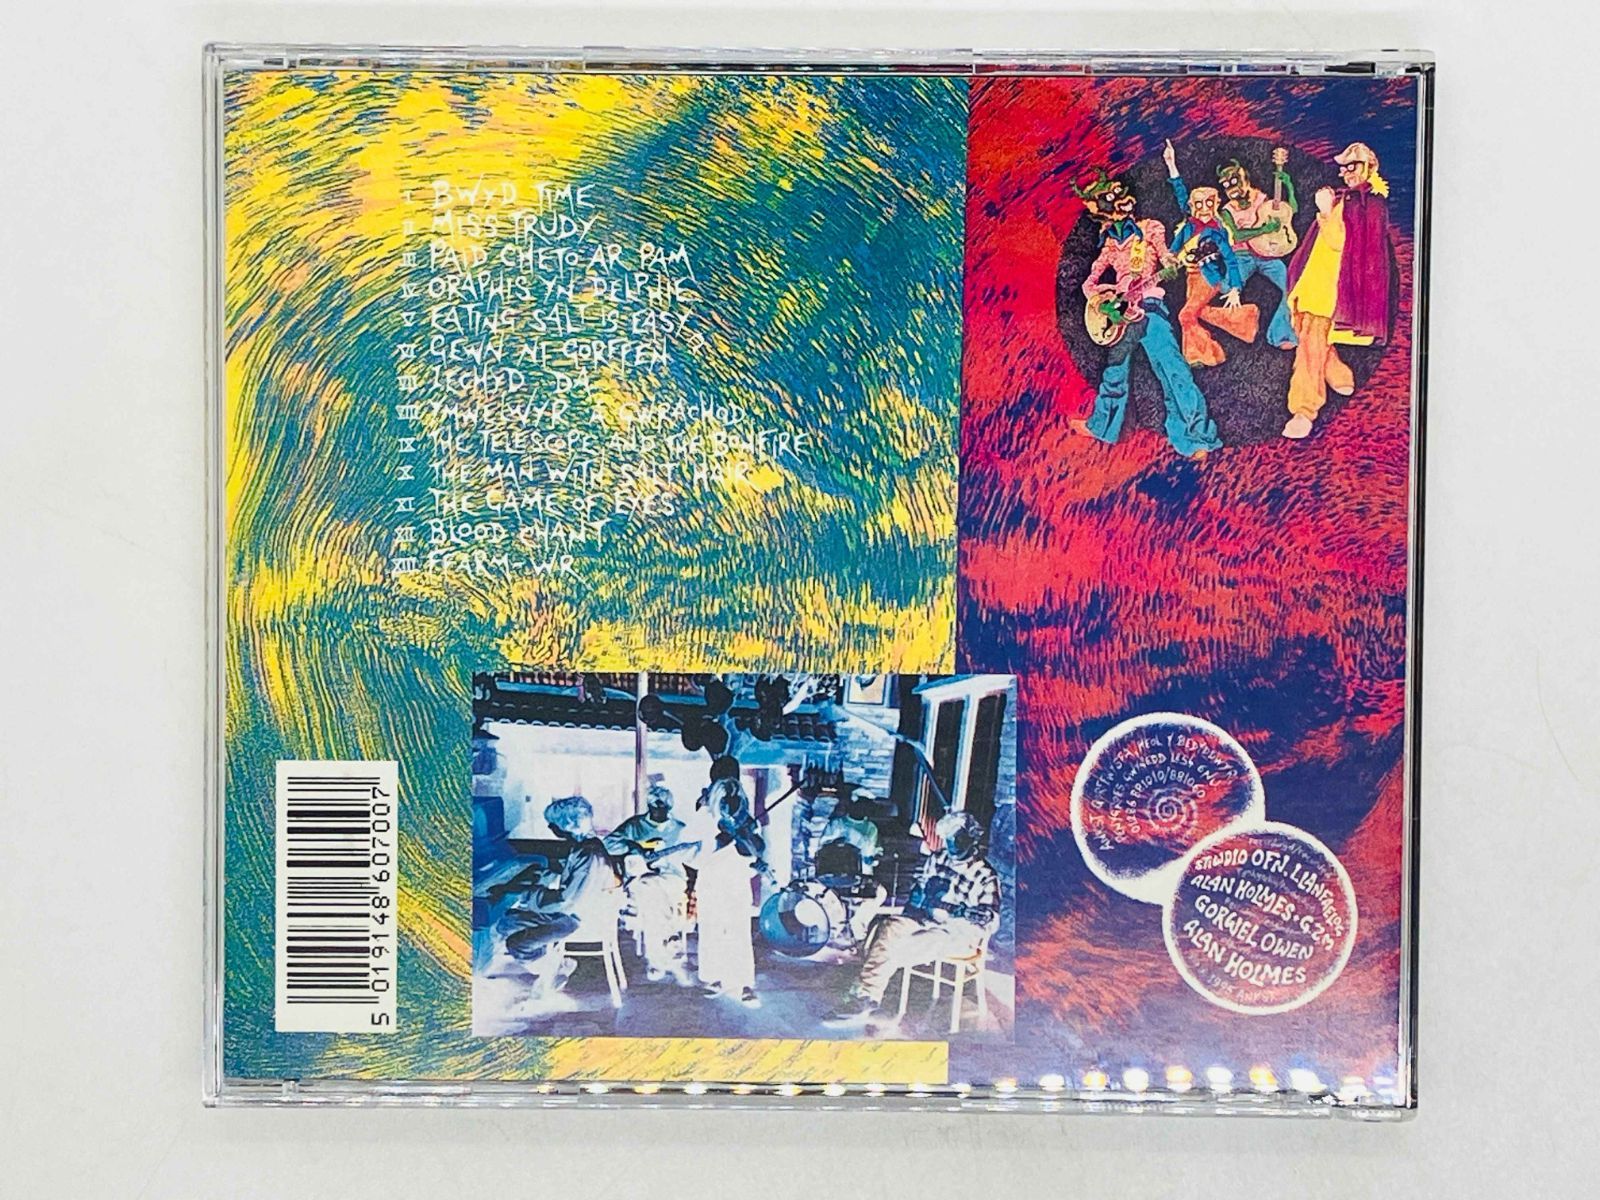 I BWYD TIME
II MISS TRUDY
III PAID CHETO AR PAM
IV ORAPHIS YN DELPHIE
V EATING SALT IS EASY
VI GEWN NI GORFFEN?
VII IECHYD DA
VIII YMHELWYR A GWRACHOD
IX THE TELESCOPE AND THE BONFIRE
X THE MAN WITH SALT HAIR
XI THE GAME OF EYES
XII BLOOD CHANT
XIII FFARM-WR
5 019148 607007
STIWDIO OFN. LLANFAELOG
ALAN HOLMES + GZM
GORWEL OWEN
ALAN HOLMES
1995 ANKST